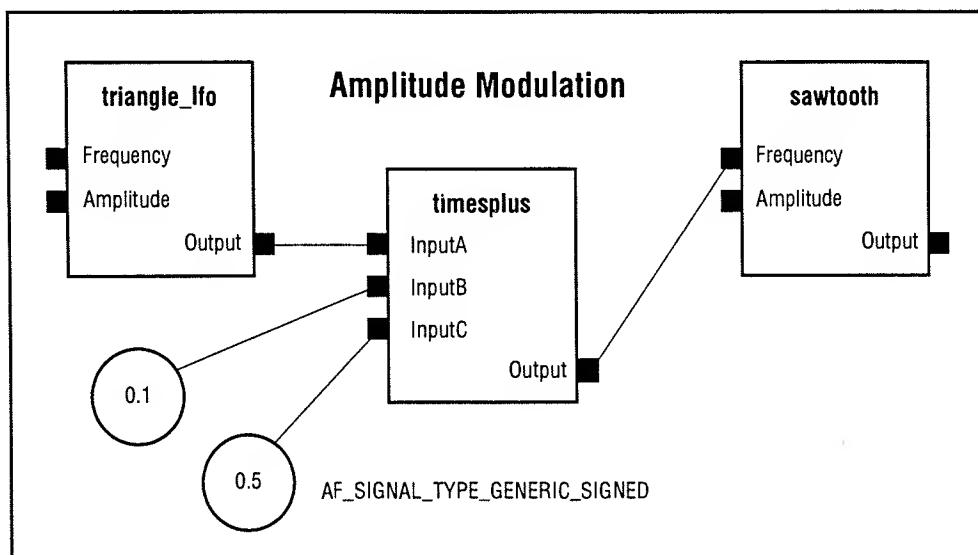 Amplitude Modulation
triangle_lfo
Frequency
Amplitude
Output
timesplus
InputA
InputB
InputC
Output
sawtooth
Frequency
Amplitude
Output
0.1
0.5
AF_SIGNAL_TYPE_GENERIC_SIGNED